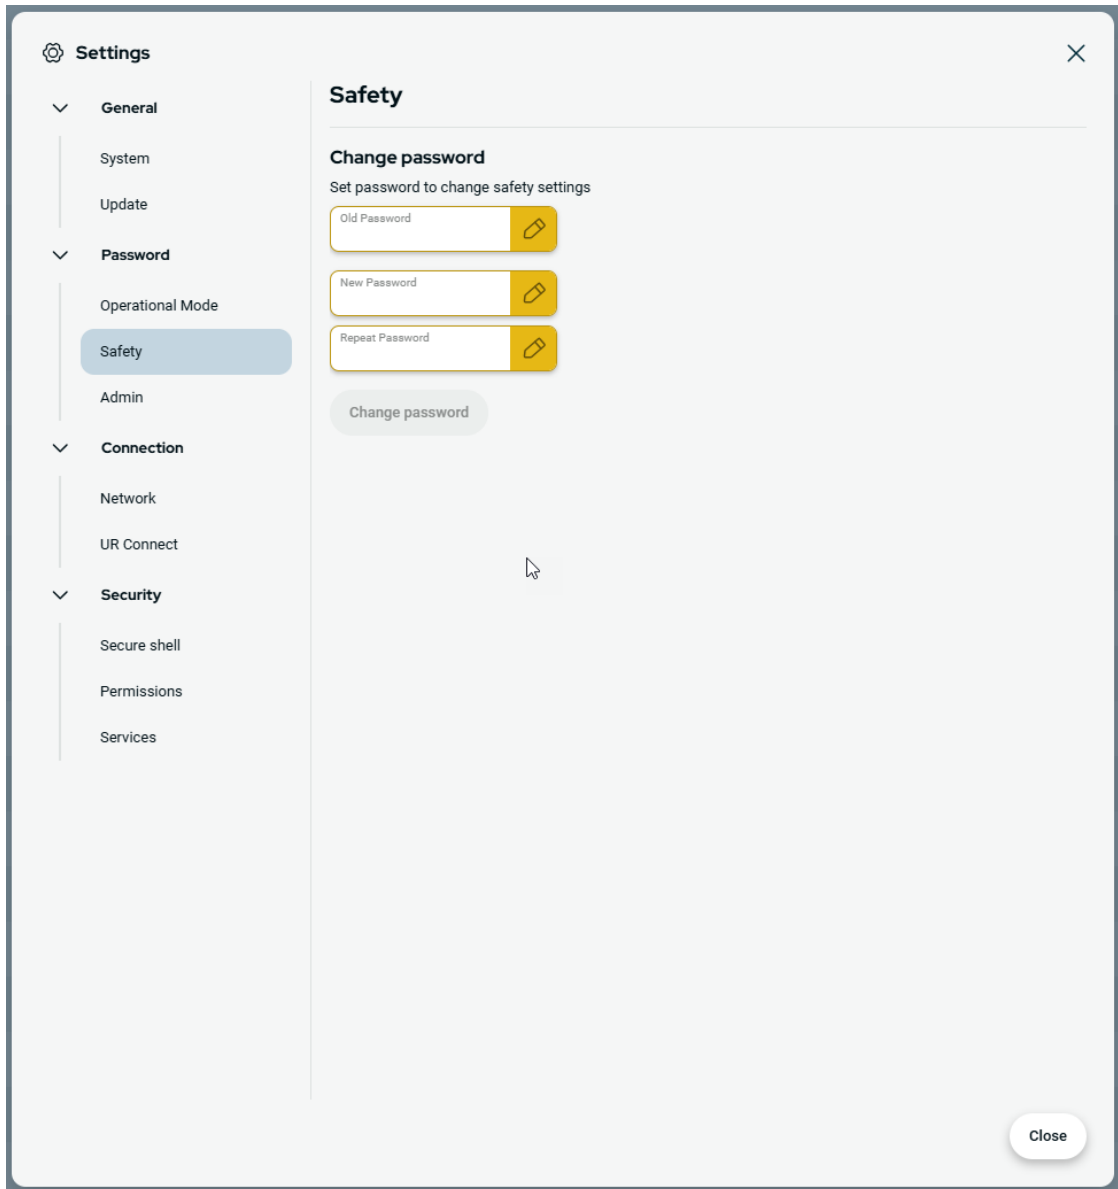 Settings
General
System
Update
Password
Operational Mode
Safety
Admin
Connection
Network
UR Connect
Security
Secure shell
Permissions
Services
Safety
Change password
Set password to change safety settings
Old Password
New Password
Repeat Password
Change password
Close